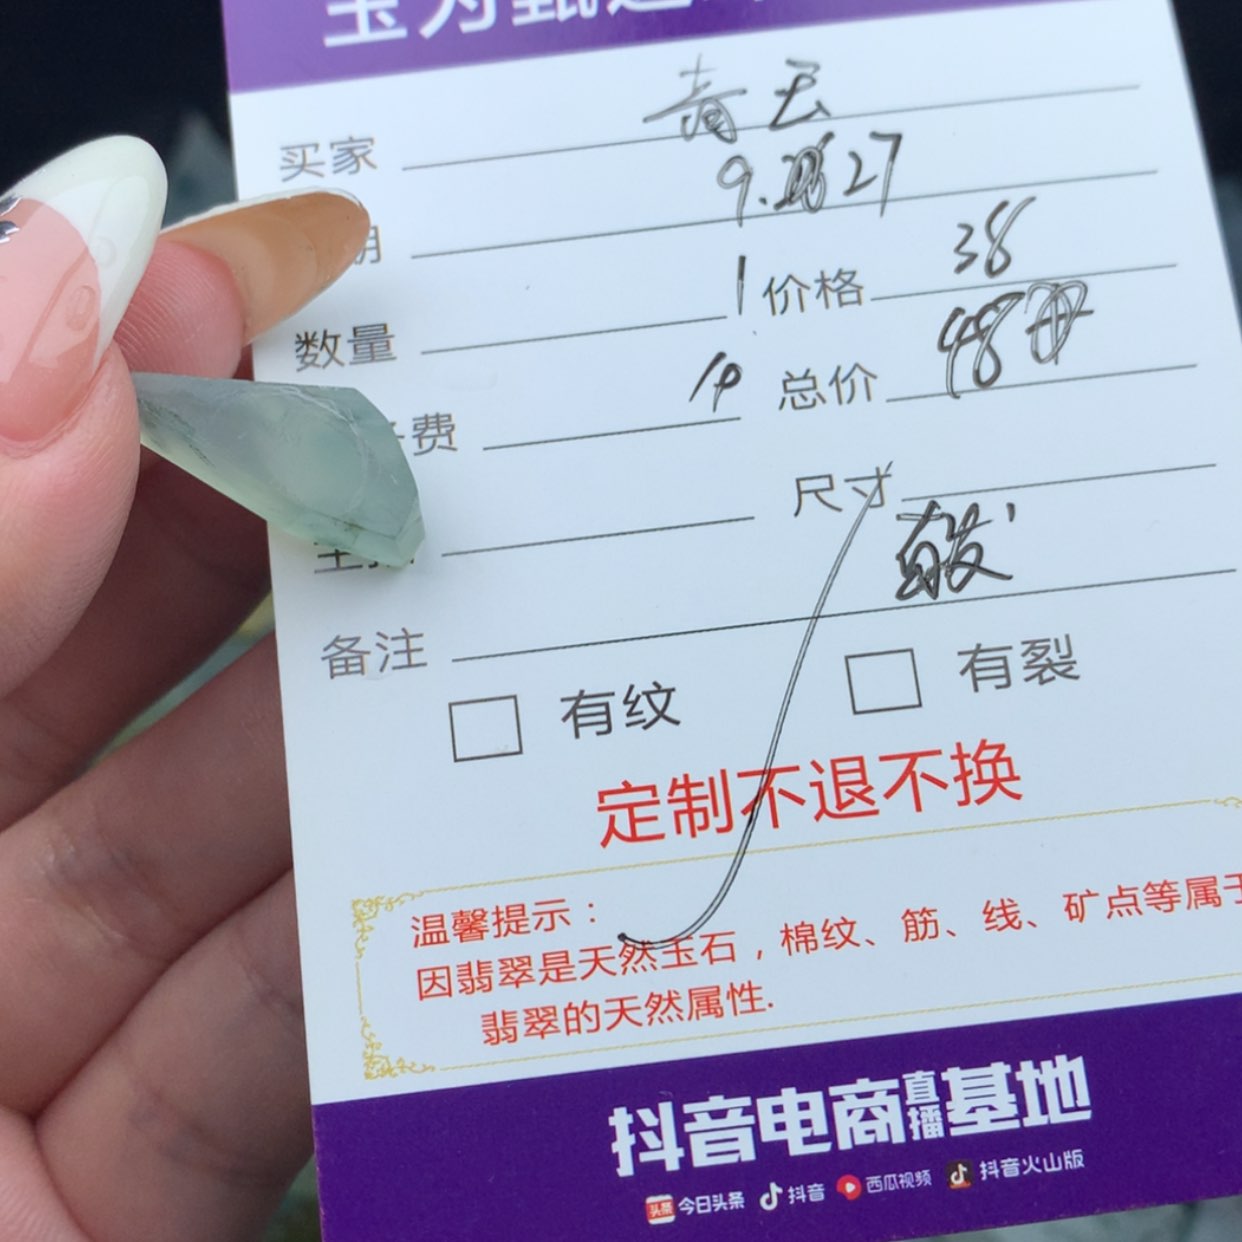 买家 青云
9. 27
数量 1 价格 38
费 10 总价 48
尺寸
备注
有纹 有裂
定制不退不换
温馨提示：
因翡翠是天然玉石，棉纹、筋、线、矿点等属于
翡翠的天然属性.
抖音电商直播基地
头条 今日头条 抖音 西瓜视频 抖音火山版